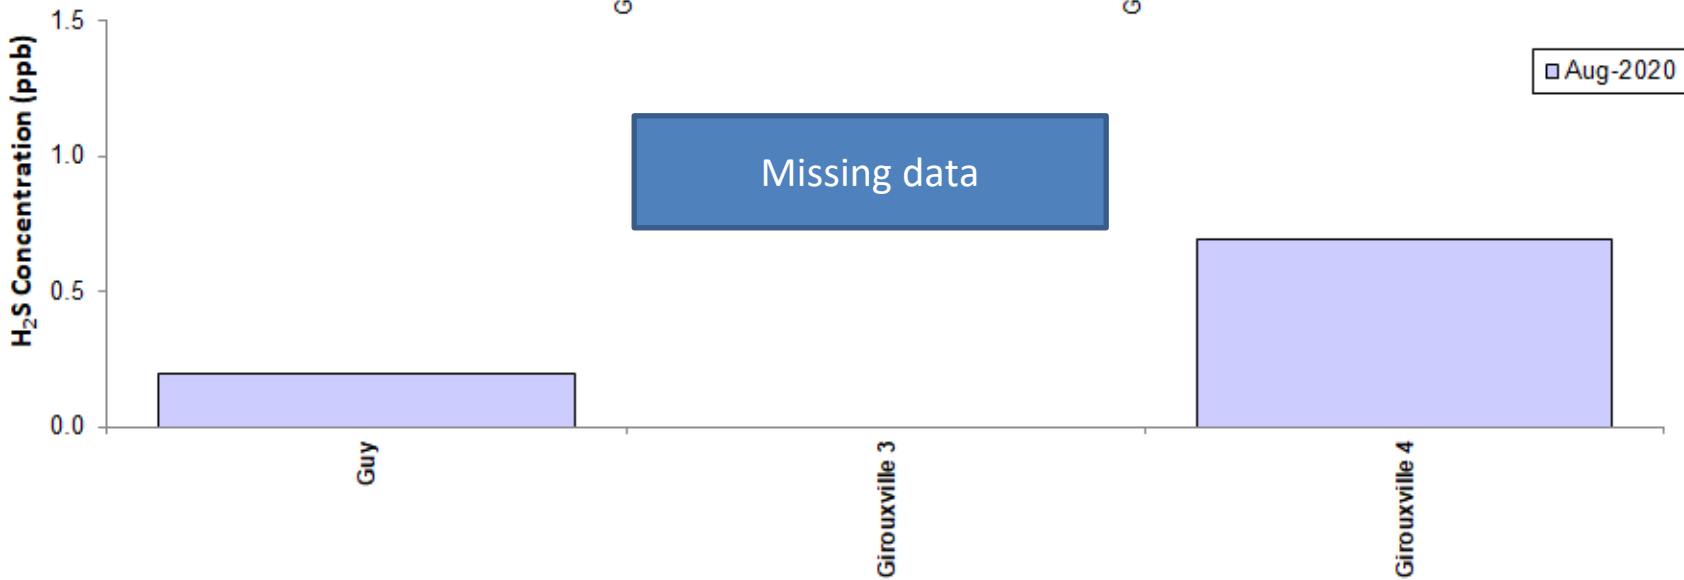 G
G
1.5
1.0
0.5
0.0
H₂S Concentration (ppb)
Aug-2020
Missing data
Guy
Girouxville 3
Girouxville 4